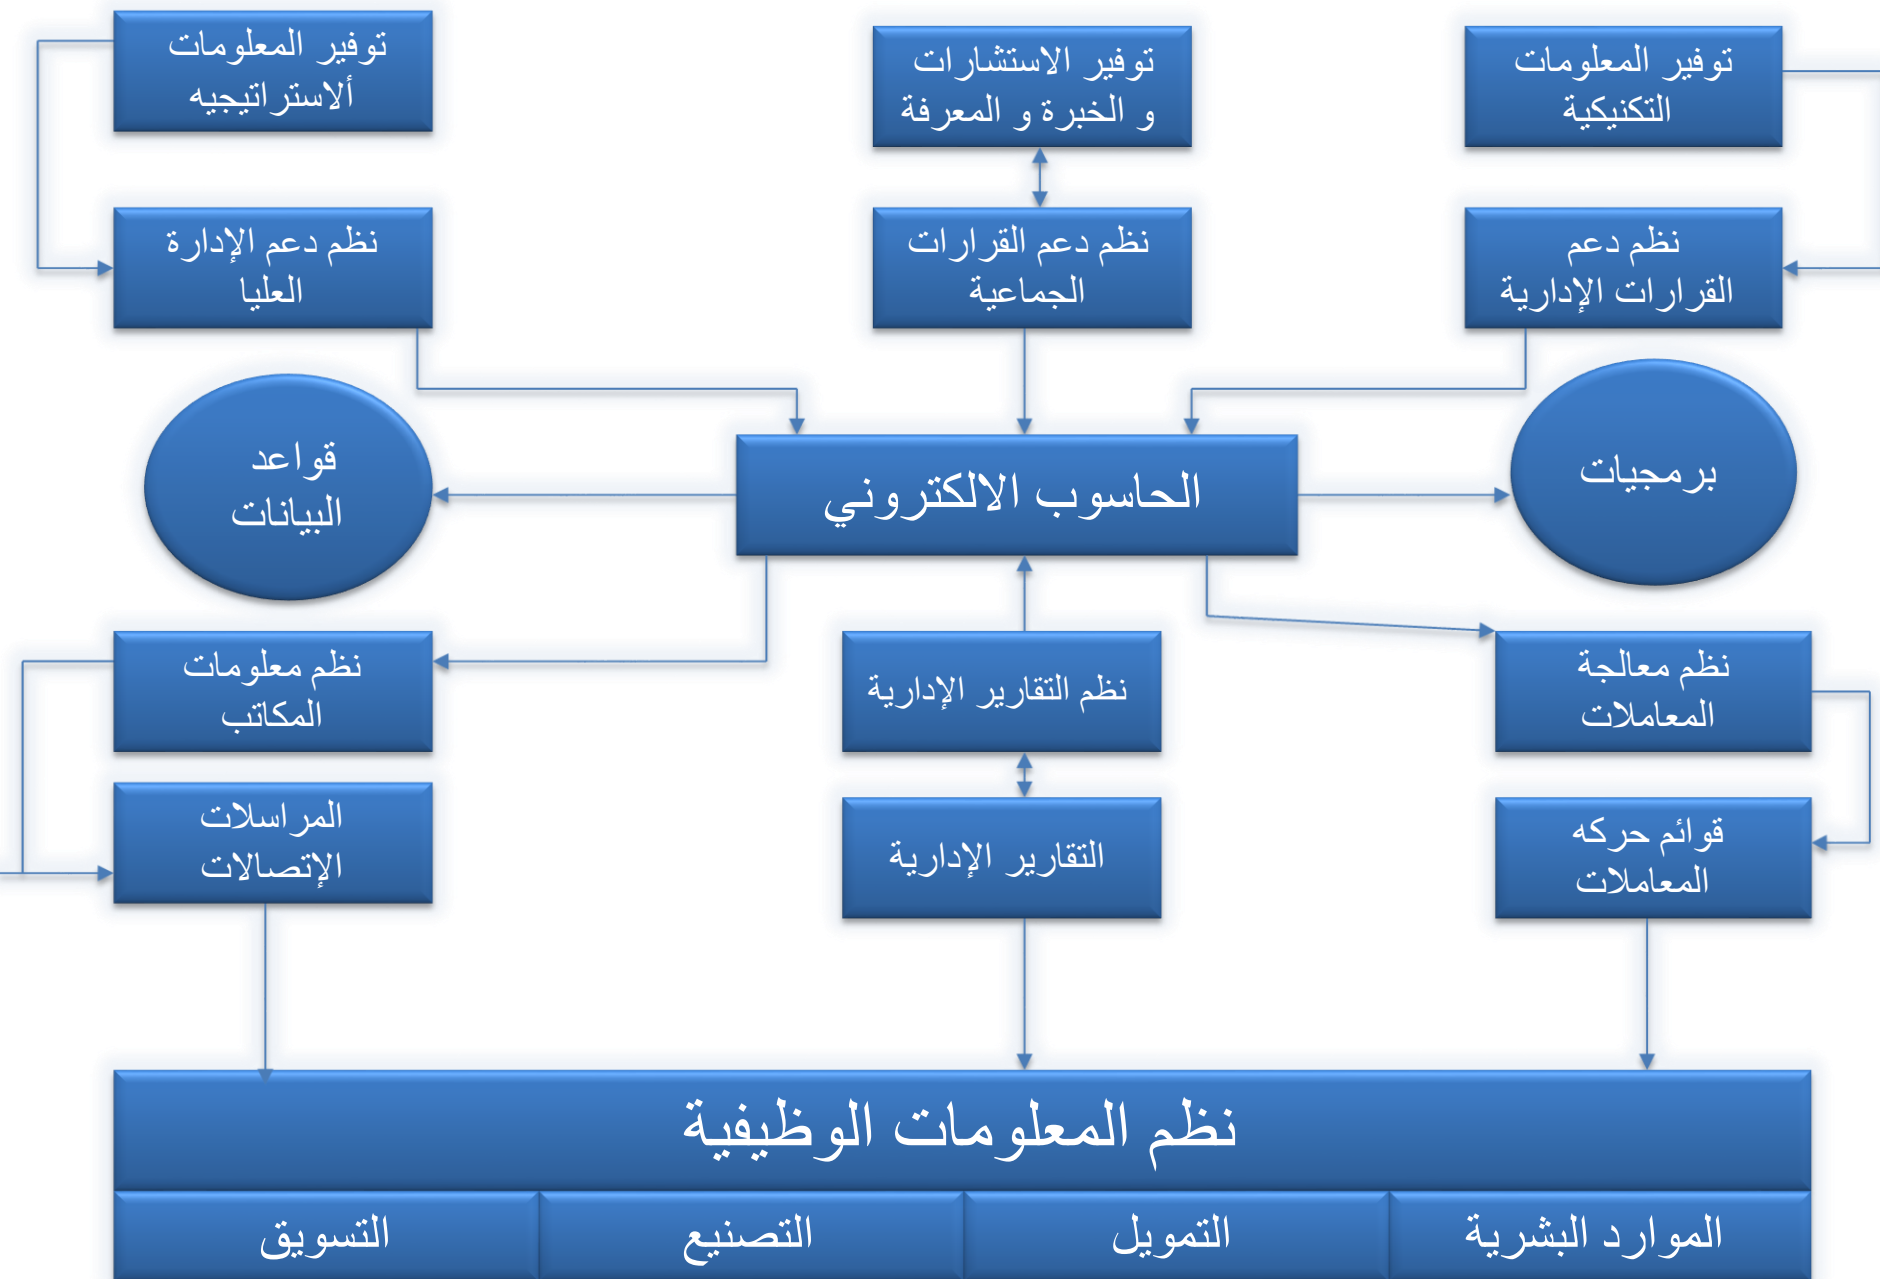 توفير المعلومات
التكنيكية
توفير الاستشارات
و الخبرة و المعرفة
توفير المعلومات
ألاستراتيجيه
نظم دعم
القرارات الإدارية
نظم دعم القرارات
الجماعية
نظم دعم الإدارة
العليا
برمجيات
الحاسوب الالكتروني
قواعد
البيانات
نظم معالجة
المعاملات
نظم التقارير الإدارية
نظم معلومات
المكاتب
قوائم حركه
المعاملات
التقارير الإدارية
المراسلات
الإتصالات
نظم المعلومات الوظيفية
الموارد البشرية
التمويل
التصنيع
التسويق